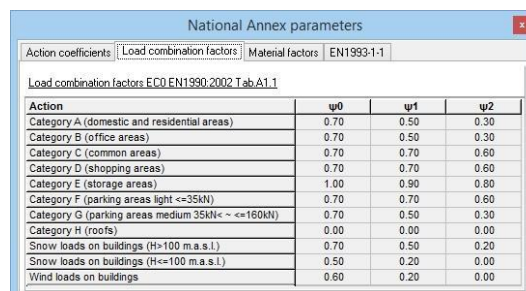 National Annex parameters
x
Action coefficients Load combination factors Material factors EN1993-1-1
Load combination factors EC0 EN1990:2002 Tab.A1.1
Action ψ0 ψ1 ψ2
Category A (domestic and residential areas) 0.70 0.50 0.30
Category B (office areas) 0.70 0.50 0.30
Category C (common areas) 0.70 0.70 0.60
Category D (shopping areas) 0.70 0.70 0.60
Category E (storage areas) 1.00 0.90 0.80
Category F (parking areas light <=35kN) 0.70 0.70 0.60
Category G (parking areas medium 35kN< ~ <=160kN) 0.70 0.50 0.30
Category H (roofs) 0.00 0.00 0.00
Snow loads on buildings (H>100 m.a.s.l.) 0.70 0.50 0.20
Snow loads on buildings (H<=100 m.a.s.l.) 0.50 0.20 0.00
Wind loads on buildings 0.60 0.20 0.00